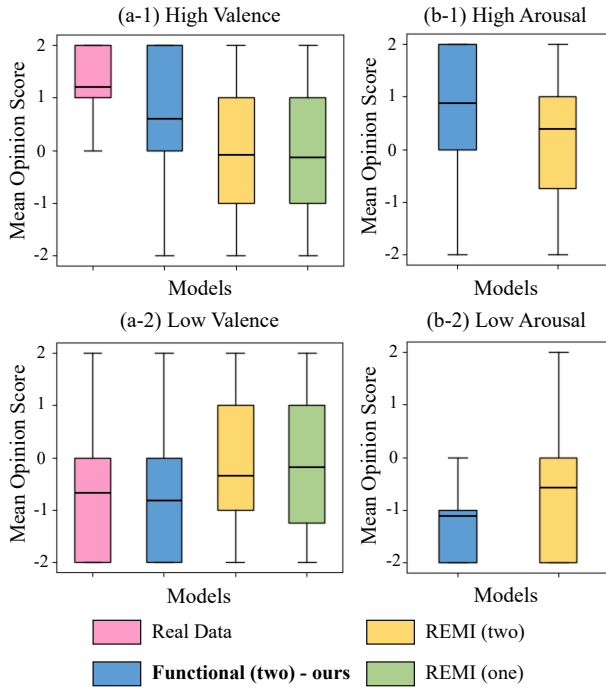 (a-1) High Valence
Mean Opinion Score
2
1
0
-1
-2
Models
(b-1) High Arousal
Mean Opinion Score
2
1
0
-1
-2
Models
(a-2) Low Valence
Mean Opinion Score
2
1
0
-1
-2
Models
(b-2) Low Arousal
Mean Opinion Score
2
1
0
-1
-2
Models
Real Data
REMI (two)
Functional (two) - ours
REMI (one)